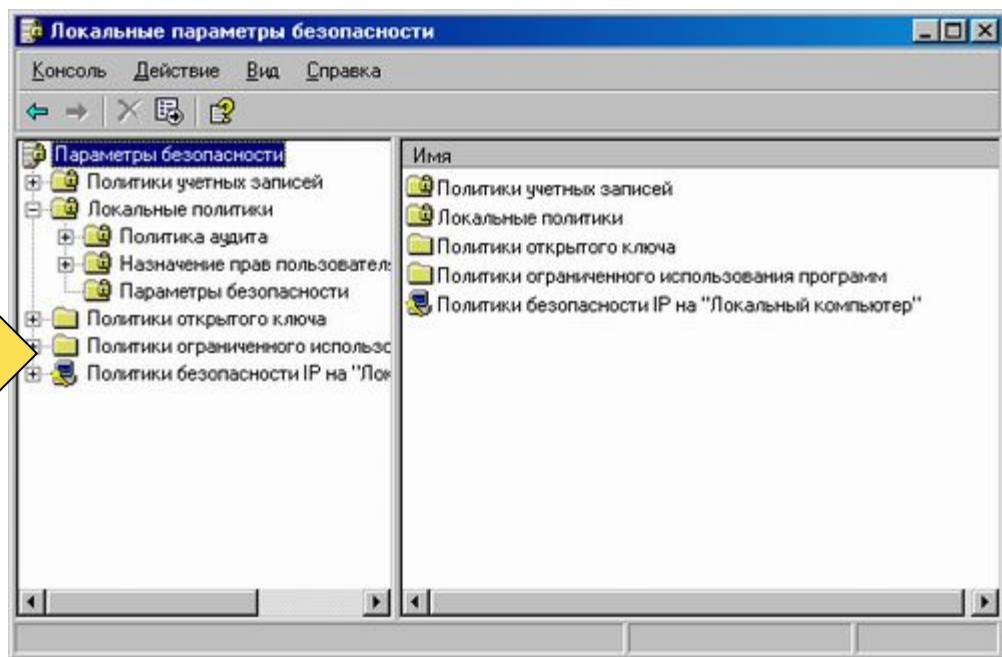 Локальные параметры безопасности
Консоль Действие Вид Справка
Параметры безопасности
Политики учетных записей
Локальные политики
Политика аудита
Назначение прав пользовател
Параметры безопасности
Политики открытого ключа
Политики ограниченного использо
Политики безопасности IP на "Лок
Имя
Политики учетных записей
Локальные политики
Политики открытого ключа
Политики ограниченного использования программ
Политики безопасности IP на "Локальный компьютер"